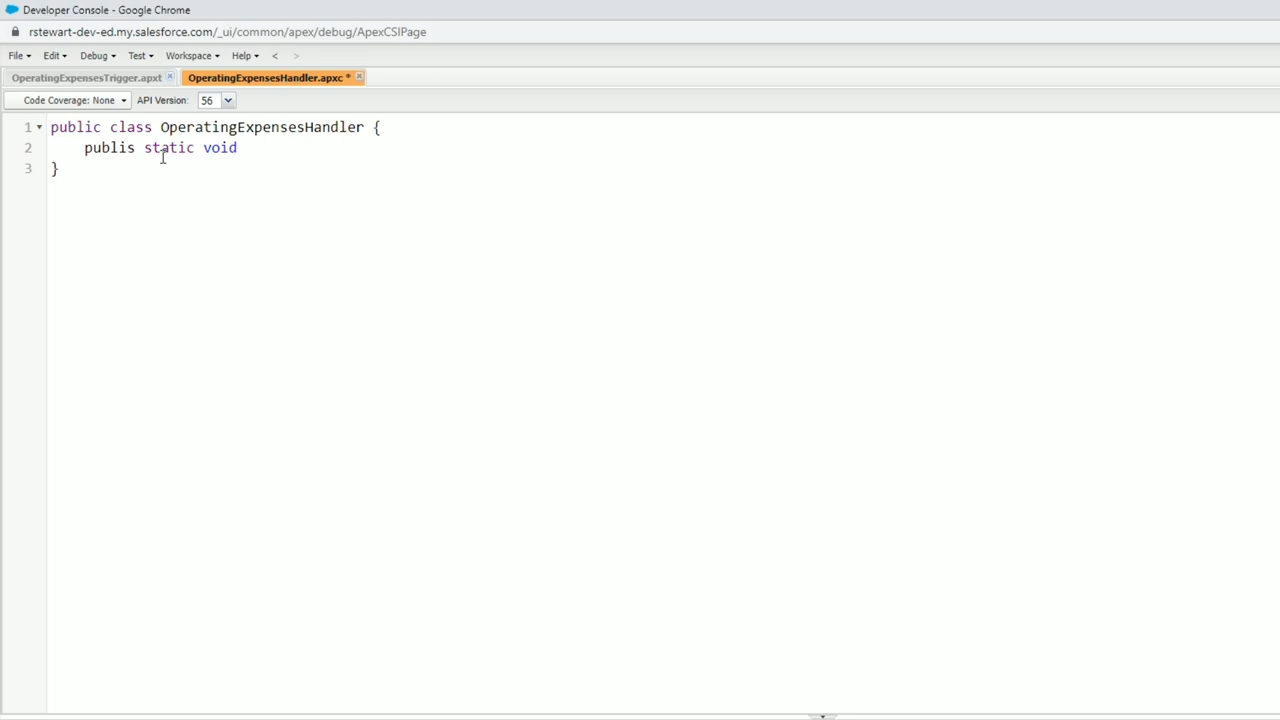 Developer Console - Google Chrome
rstewart-dev-ed.my.salesforce.com/_ui/common/apex/debug/ApexCSIPage
File Edit Debug Test Workspace Help < >
OperatingExpensesTrigger.apxt OperatingExpensesHandler.apxc *
Code Coverage: None API Version: 56
1 public class OperatingExpensesHandler {
2 publis static void
3 }